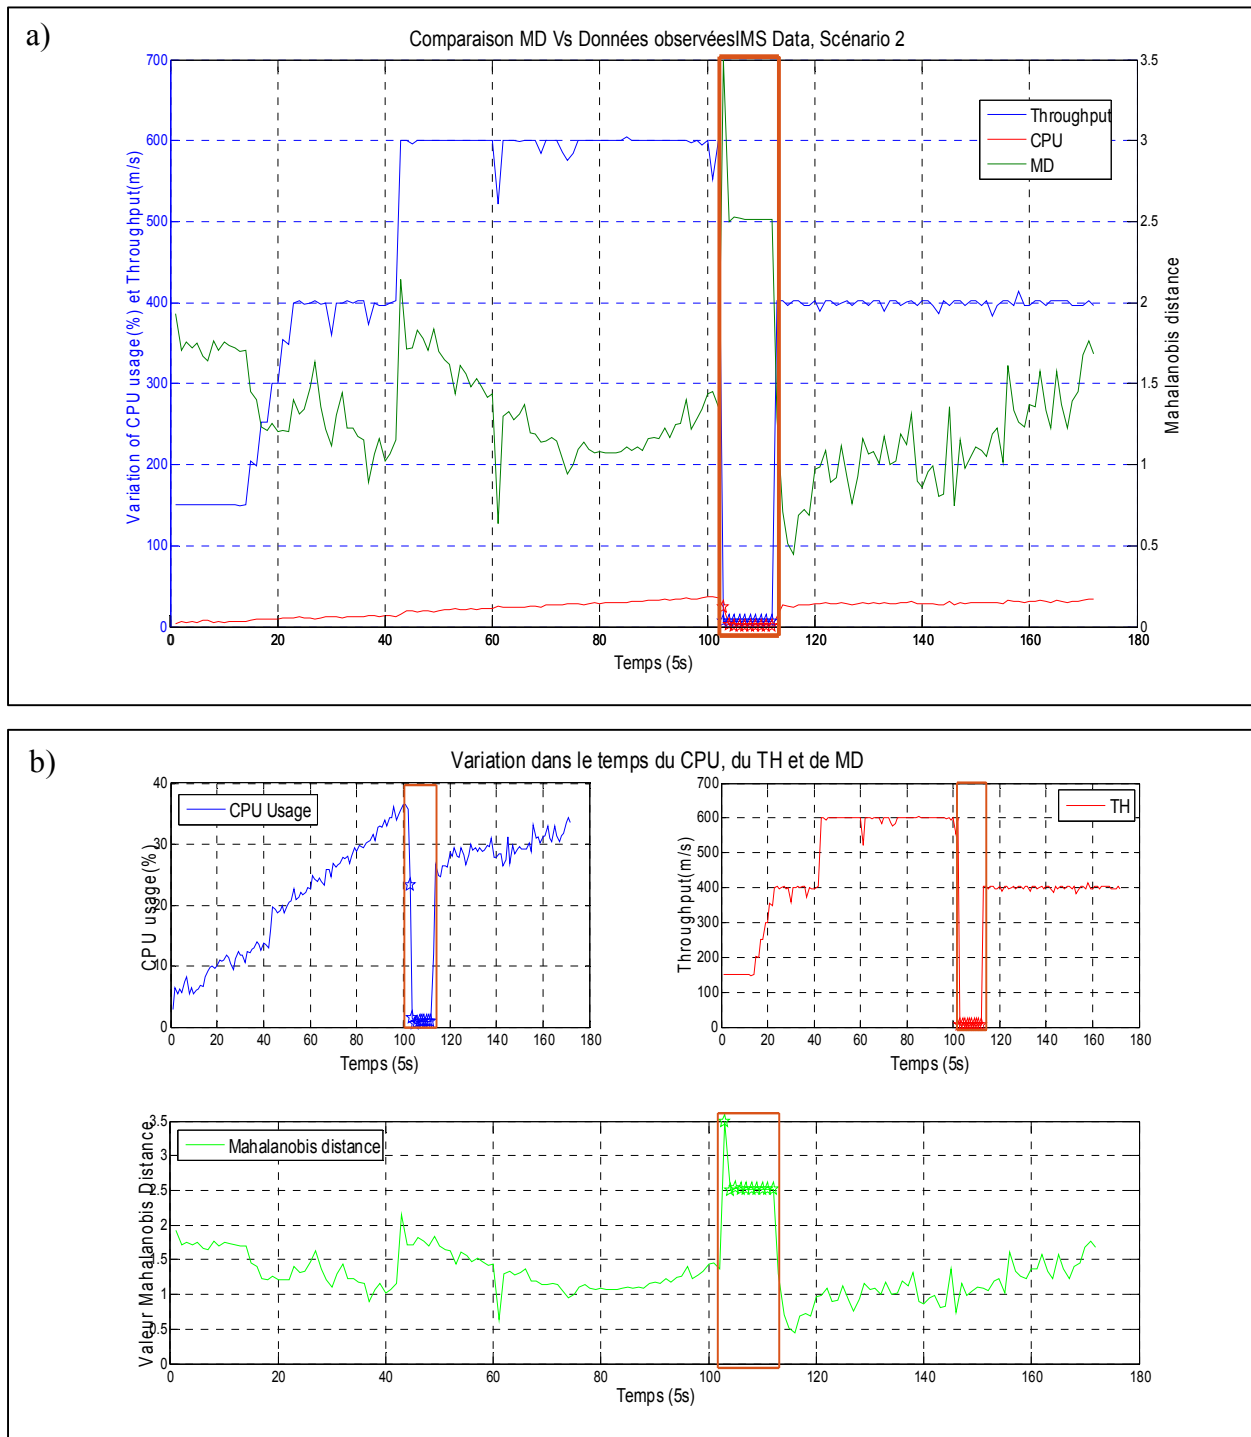 a)
Comparaison MD Vs Données observéesIMS Data, Scénario 2
700
600
500
400
300
200
100
0
Variation of CPU usage(%) et Throughput(m/s)
3.5
3
2.5
2
1.5
1
0.5
0
Mahalanobis distance
Throughput
CPU
MD
0 20 40 60 80 100 120 140 160 180
Temps (5s)
b)
Variation dans le temps du CPU, du TH et de MD
40
30
20
10
0
CPU usage(%)
CPU Usage
0 20 40 60 80 100 120 140 160 180
Temps (5s)
700
600
500
400
300
200
100
0
Throughput(m/s)
TH
0 20 40 60 80 100 120 140 160 180
Temps (5s)
3.5
3
2.5
2
1.5
1
0.5
0
Valeur Mahalanobis Distance
Mahalanobis distance
0 20 40 60 80 100 120 140 160 180
Temps (5s)